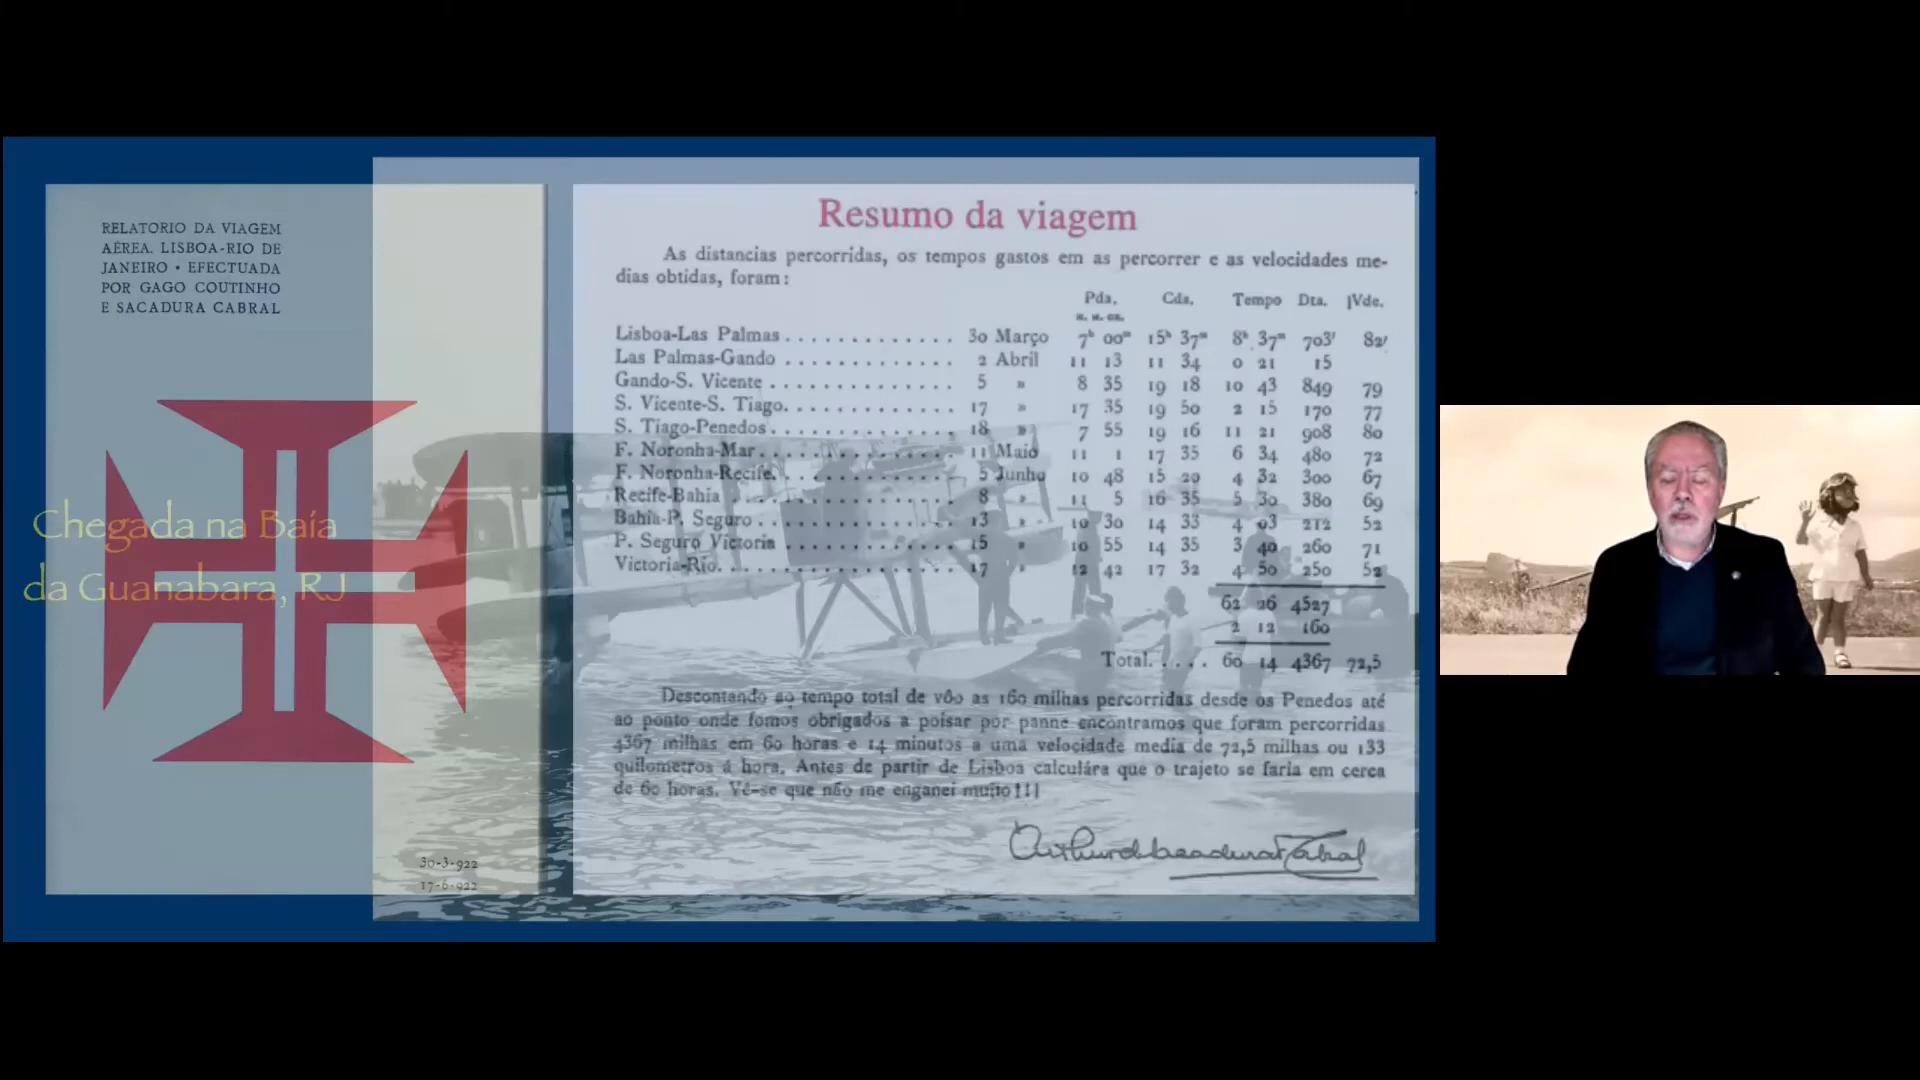 RELATORIO DA VIAGEM
AÉREA. LISBOA-RIO DE
JANEIRO • EFECTUADA
POR GAGO COUTINHO
E SACADURA CABRAL
Chegada na Baía
da Guanabara, RJ
30-3-922
17-6-922
Resumo da viagem
As distancias percorridas, os tempos gastos em as percorrer e as velocidades me-
dias obtidas, foram:
Pda. Cda. Tempo Dta. Vde.
H. M. GR.
Lisboa-Las Palmas . . . . . . . . . . . . . 30 Março 7ʰ 00ᵐ 15ʰ 37ᵐ 8ʰ 37ᵐ 703' 82'
Las Palmas-Gando . . . . . . . . . . . . . 2 Abril 11 13 11 34 0 21 15
Gando-S. Vicente . . . . . . . . . . . . . . 5 » 8 35 19 18 10 43 849 79
S. Vicente-S. Tiago. . . . . . . . . . . . . 17 » 17 35 19 50 2 15 170 77
S. Tiago-Penedos . . . . . . . . . . . . . . 18 » 7 55 19 16 11 21 908 80
F. Noronha-Mar . . . . . . . . . . . . . . . 11 Maio 11 1 17 35 6 34 480 72
F. Noronha-Recife. . . . . . . . . . . . . . 5 Junho 10 48 15 20 4 32 300 67
Recife-Bahia . . . . . . . . . . . . . . . . . 8 » 11 5 16 35 5 30 380 69
Bahia-P. Seguro . . . . . . . . . . . . . . . 13 » 10 30 14 33 4 03 212 52
P. Seguro Victoria . . . . . . . . . . . . . 15 » 10 55 14 35 3 40 260 71
Victoria-Rio. . . . . . . . . . . . . . . . . . 17 » 12 42 17 32 4 50 250 52
62 26 4527
2 12 160
Total. . . . . 60 14 4367 72,5
Descontando ao tempo total de vôo as 160 milhas percorridas desde os Penedos até
ao ponto onde fomos obrigados a poisar por panne encontramos que foram percorridas
4367 milhas em 60 horas e 14 minutos a uma velocidade media de 72,5 milhas ou 133
quilometros á hora. Antes de partir de Lisboa calculára que o trajeto se faria em cerca
de 60 horas. Vê-se que não me enganei muito!!!
Arthur de Sacadura Cabral